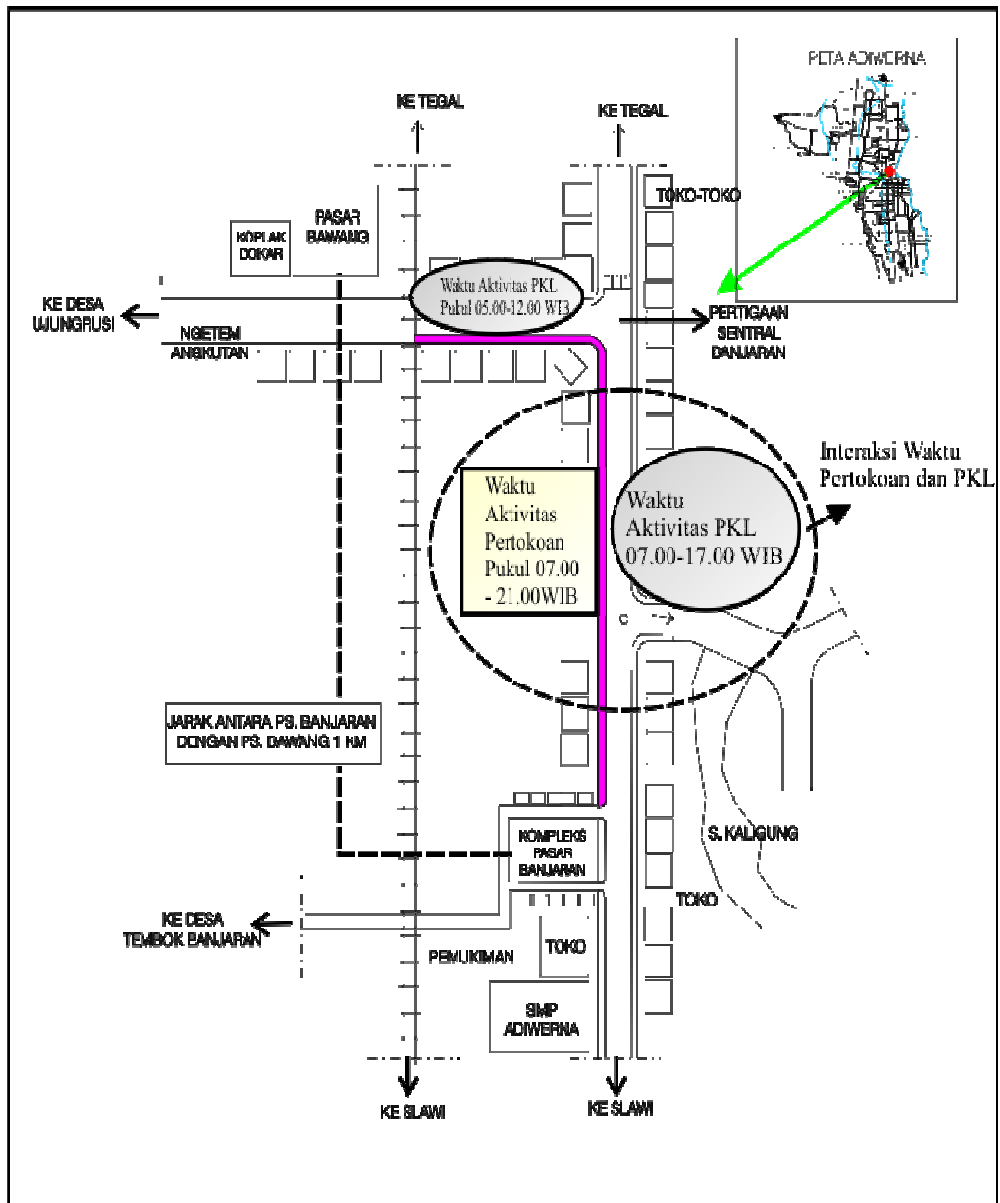 PETA ADIWERNA
KE TEGAL
KE TEGAL
TOKO-TOKO
PASAR
BAWANG
KOPLAK
DOKAR
Waktu Aktivitas PKL
Pukul 05.00-12.00 WIB
KE DESA
UJUNGRUSI
NGETEM
ANGKUTAN
PERTIGAAN
SENTRAL
BANJARAN
Interaksi Waktu
Pertokoan dan PKL
Waktu
Aktivitas
Pertokoan
Pukul 07.00
- 21.00WIB
Waktu
Aktivitas PKL
07.00-17.00 WIB
JARAK ANTARA PS. BANJARAN
DENGAN PS. BAWANG 1 KM
S. KALIGUNG
KOMPLEKS
PASAR
BANJARAN
TOKO
KE DESA
TEMBOK BANJARAN
PEMUKIMAN
TOKO
SMP
ADIWERNA
KE SLAWI
KE SLAWI